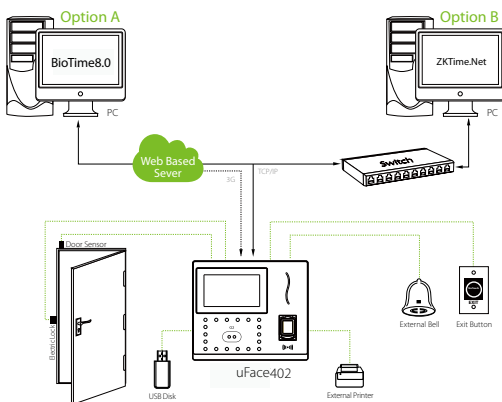 Option A
Option B
BioTime8.0
ZKTime.Net
PC
PC
Web Based
Sever
3G
TCP/IP
Switch
Door Sensor
Electric Lock
uFace402
USB Disk
External Printer
External Bell
EXIT
Exit Button